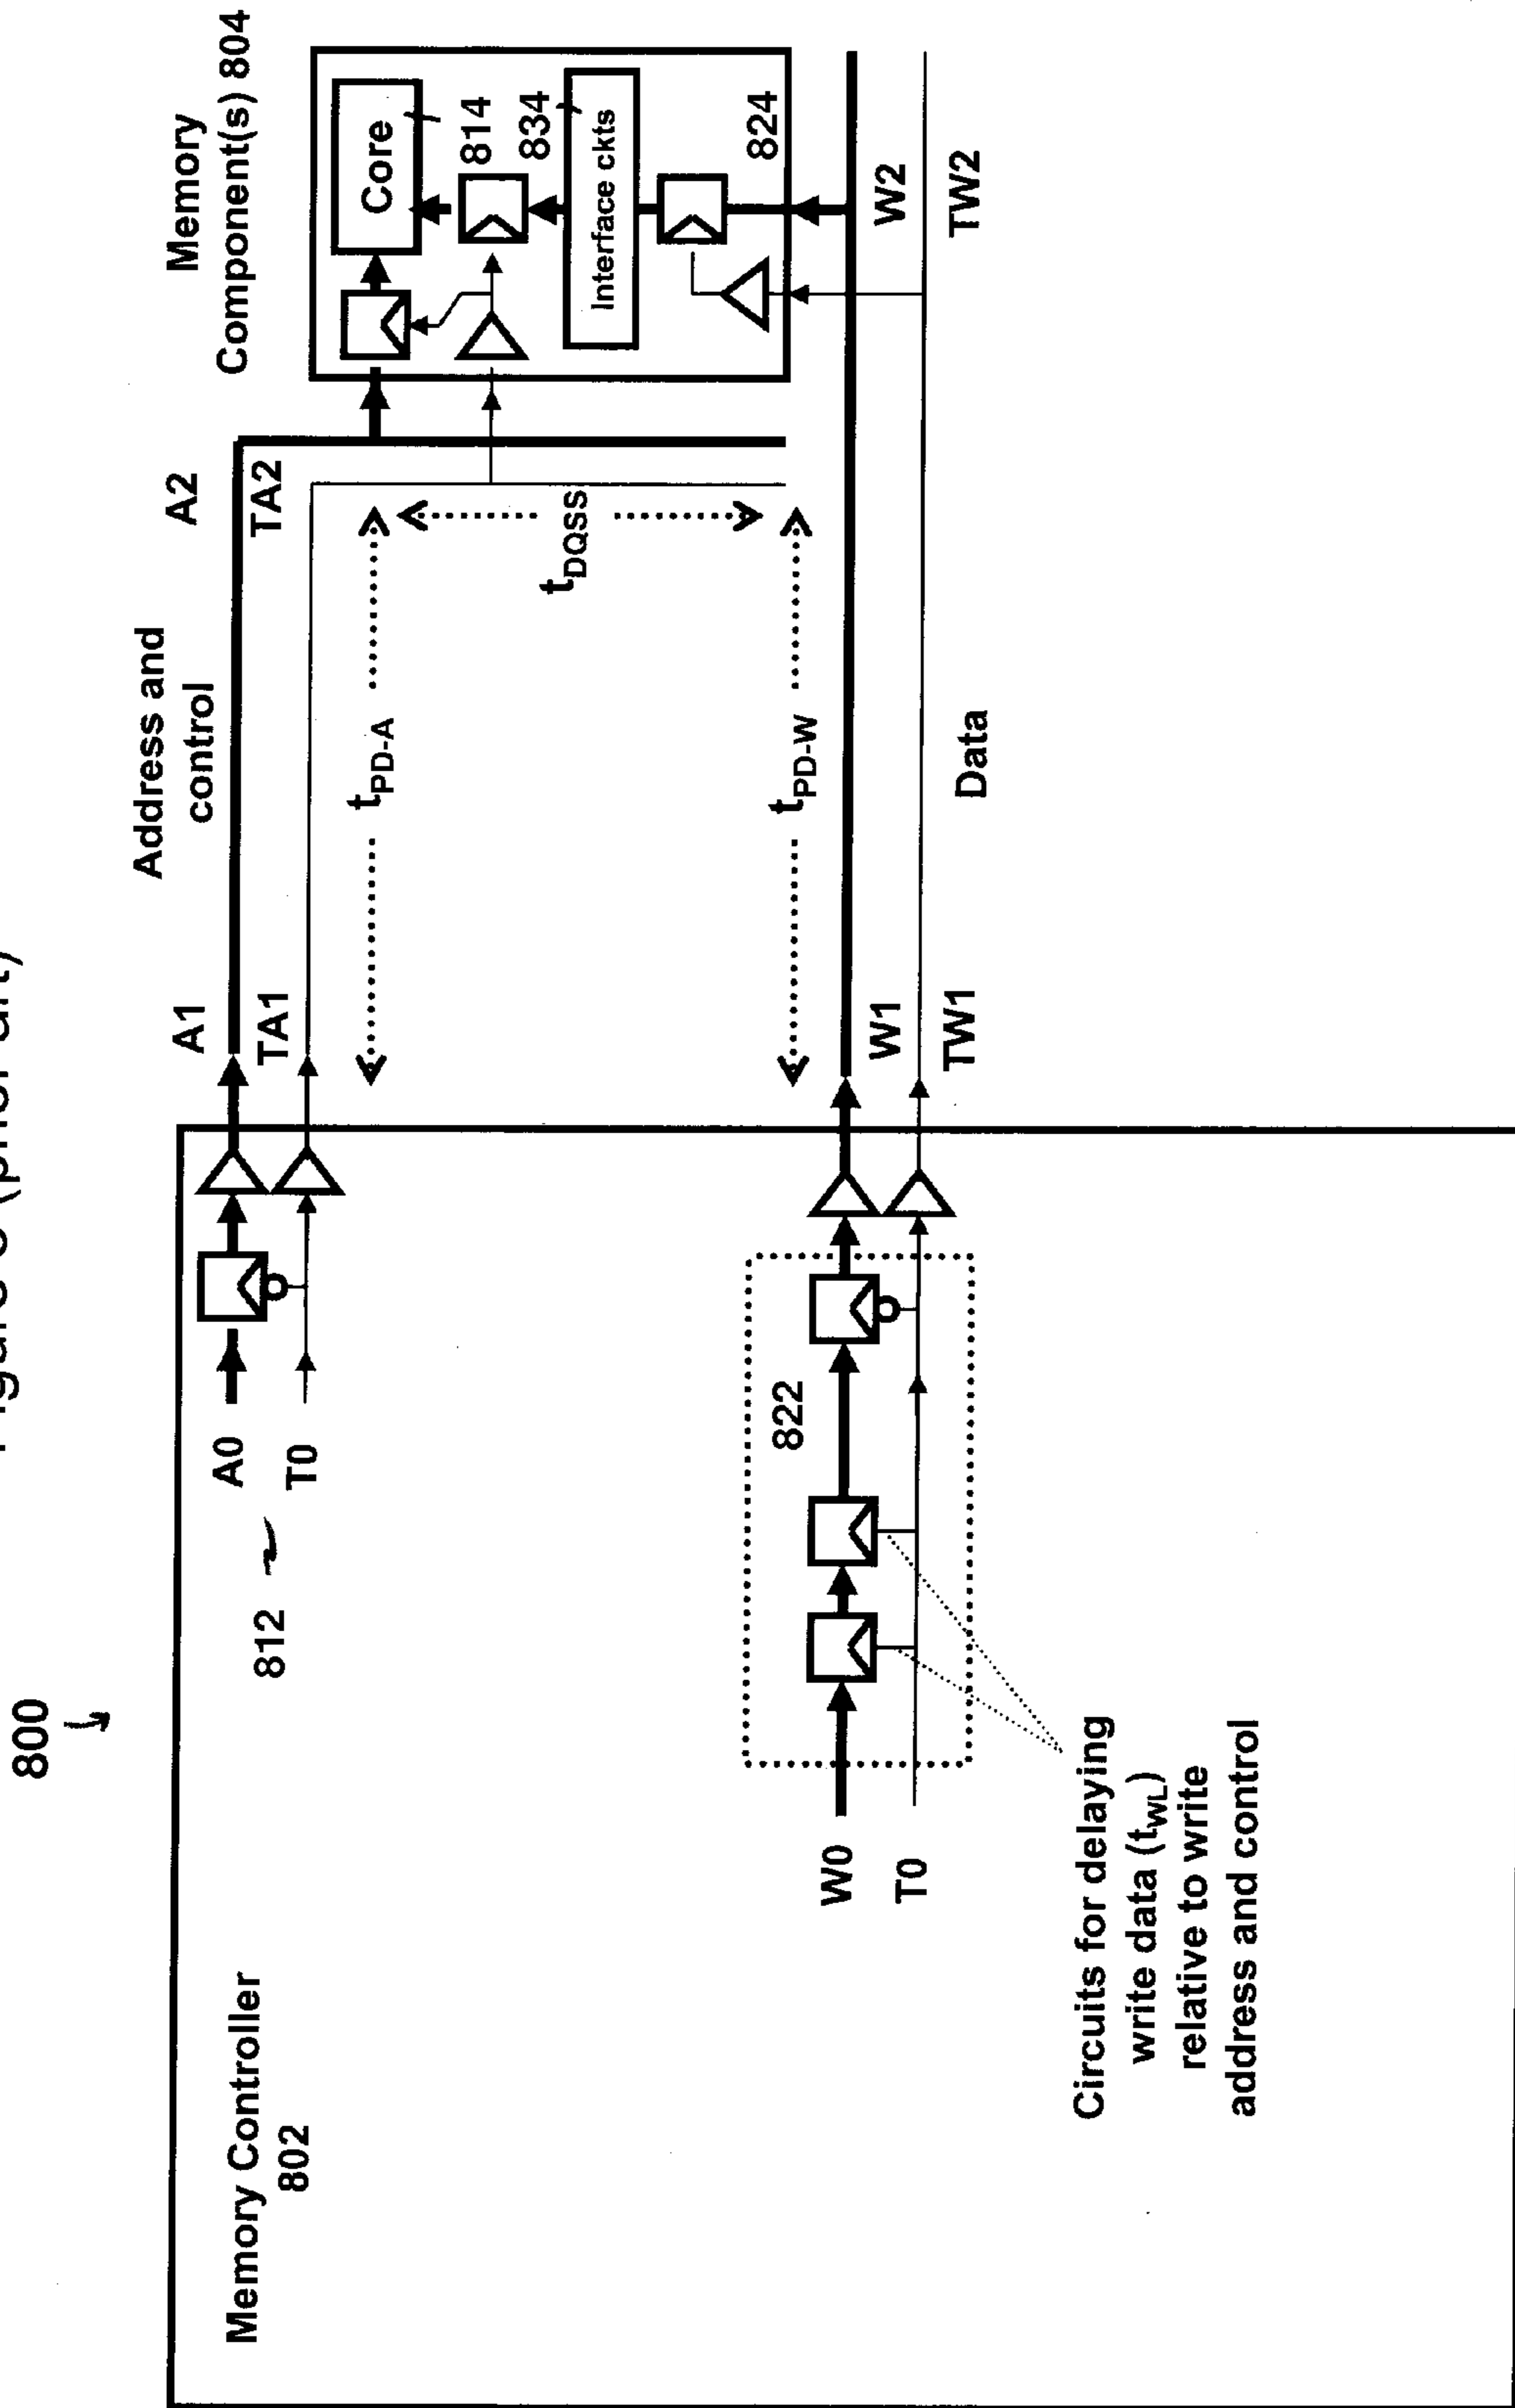 800
Memory Controller
802
812
A0
T0
A1
TA1
Address and
control
A2
TA2
Memory
Component(s) 804
Core
814
834
Interface ckts
824
tPD-A
tDQSS
tPD-W
822
W0
T0
W1
TW1
Data
W2
TW2
Circuits for delaying
write data (tWL)
relative to write
address and control